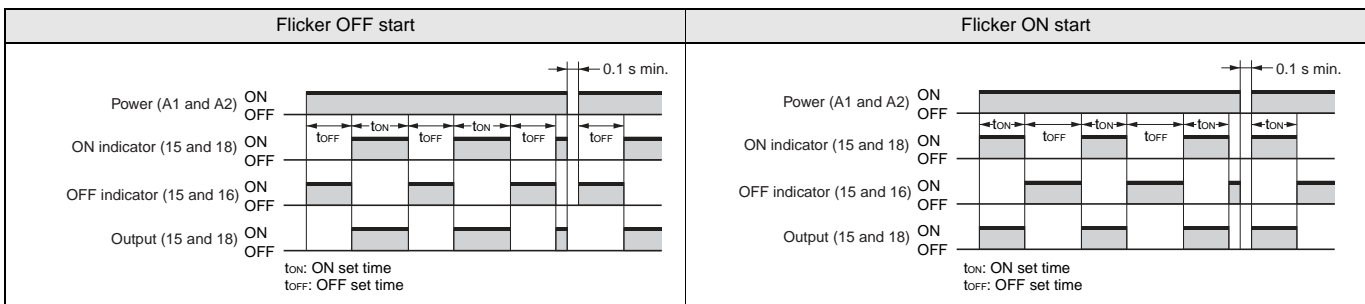 Flicker OFF start
Flicker ON start
0.1 s min.
Power (A1 and A2) ON
OFF
tOFF tON tOFF tON tOFF tOFF
ON indicator (15 and 18) ON
OFF
OFF indicator (15 and 16) ON
OFF
Output (15 and 18) ON
OFF
tON: ON set time
tOFF: OFF set time
0.1 s min.
Power (A1 and A2) ON
OFF
tON tOFF tON tOFF tON tON
ON indicator (15 and 18) ON
OFF
OFF indicator (15 and 16) ON
OFF
Output (15 and 18) ON
OFF
tON: ON set time
tOFF: OFF set time